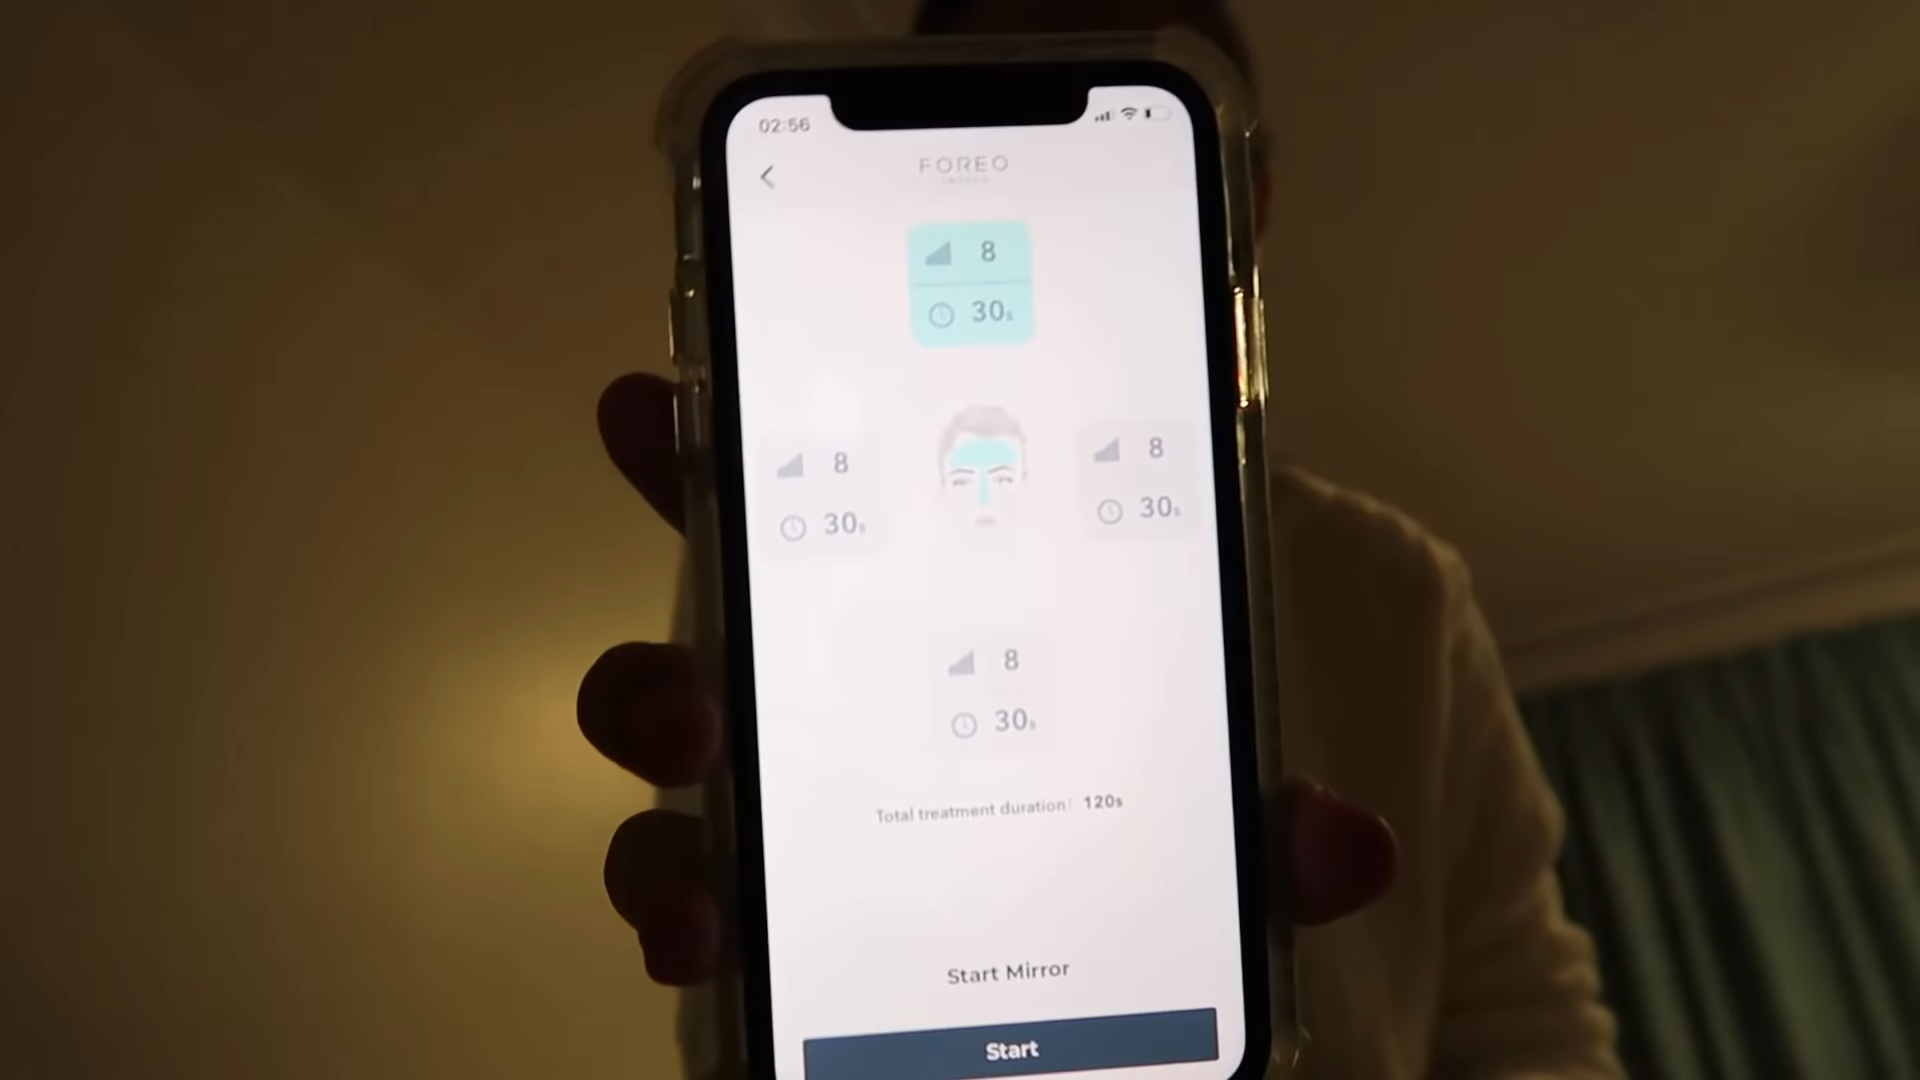 02:56
FOREO
8
30s
8
30s
8
30s
8
30s
Total treatment duration: 120s
Start Mirror
Start